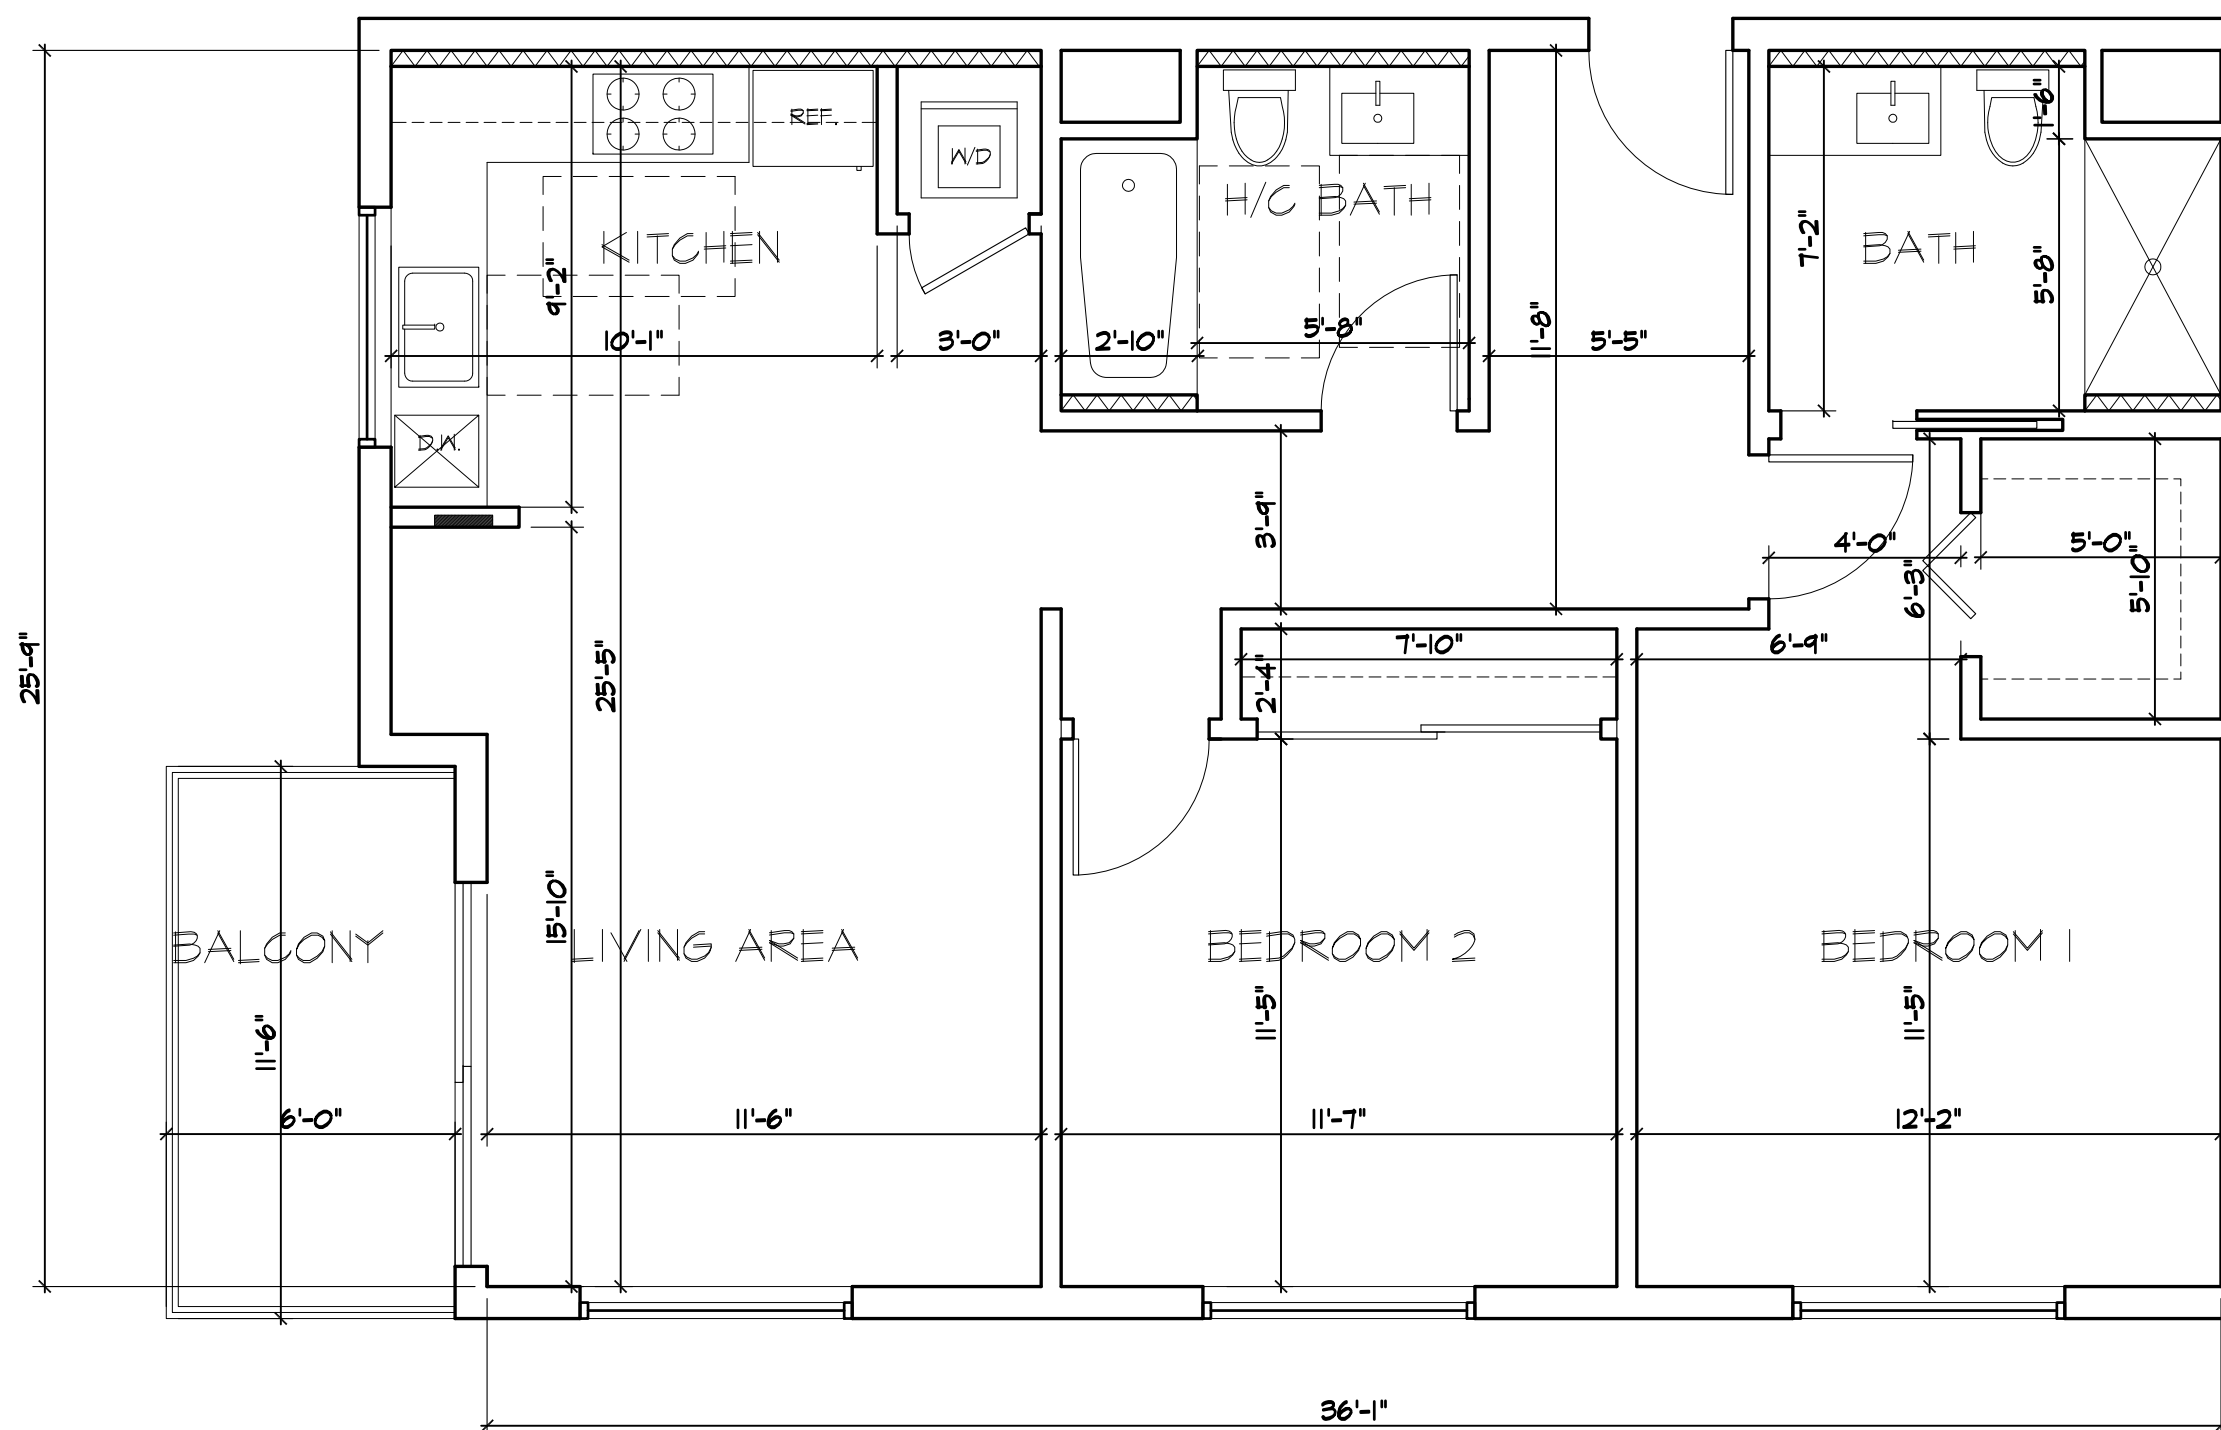 REF.
1'-6"
W/D
H/C BATH
7'-2"
BATH
KITCHEN
9'-2"
5'-8"
10'-1"
3'-0"
2'-10"
5'-8"
11'-8"
5'-5"
D.W.
3'-9"
4'-0"
5'-0"
6'-3"
5'-10"
25'-9"
25'-5"
7'-10"
6'-9"
2'-4"
15'-10"
BALCONY
LIVING AREA
BEDROOM 2
BEDROOM 1
11'-6"
11'-5"
11'-5"
6'-0"
11'-6"
11'-7"
12'-2"
36'-1"